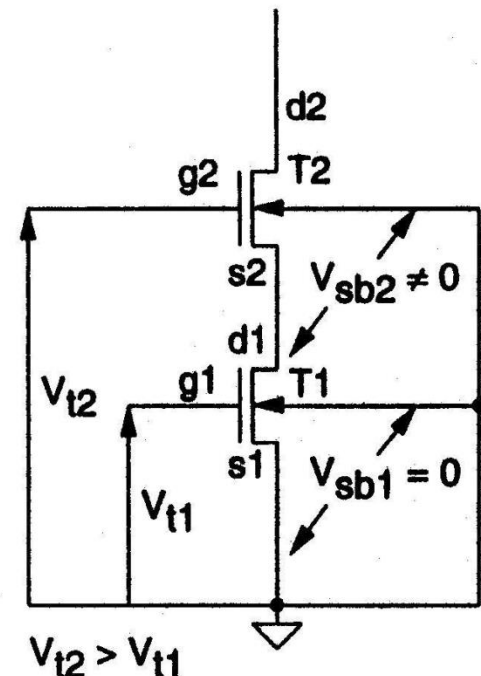 d2
g2
T2
s2
V_sb2 ≠ 0
d1
g1
T1
V_t2
s1
V_sb1 = 0
V_t1
V_t2 > V_t1